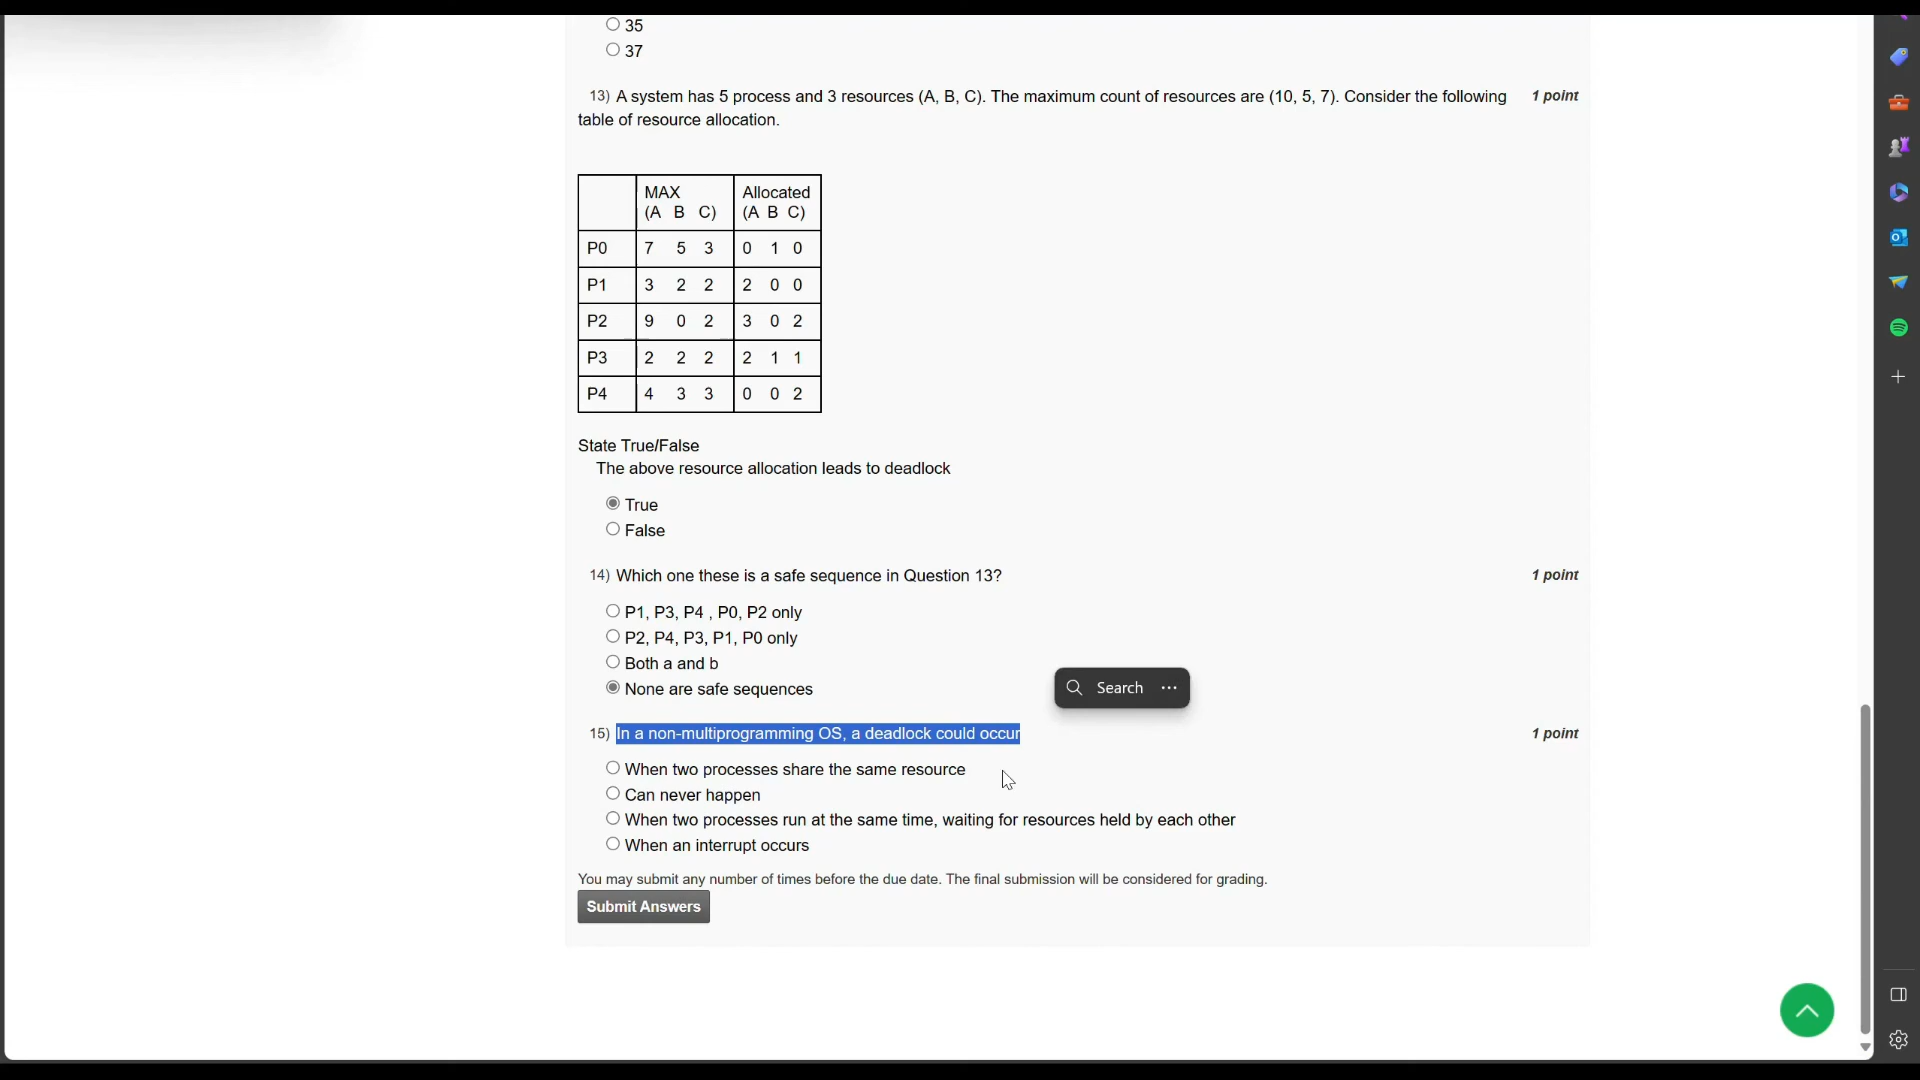 35
37
13) A system has 5 process and 3 resources (A, B, C). The maximum count of resources are (10, 5, 7). Consider the following 1 point
table of resource allocation.
MAX Allocated
(A B C) (A B C)
P0 7 5 3 0 1 0
P1 3 2 2 2 0 0
P2 9 0 2 3 0 2
P3 2 2 2 2 1 1
P4 4 3 3 0 0 2
State True/False
The above resource allocation leads to deadlock
True
False
14) Which one these is a safe sequence in Question 13? 1 point
P1, P3, P4 , P0, P2 only
P2, P4, P3, P1, P0 only
Both a and b
None are safe sequences
Search
15) In a non-multiprogramming OS, a deadlock could occur 1 point
When two processes share the same resource
Can never happen
When two processes run at the same time, waiting for resources held by each other
When an interrupt occurs
You may submit any number of times before the due date. The final submission will be considered for grading.
Submit Answers